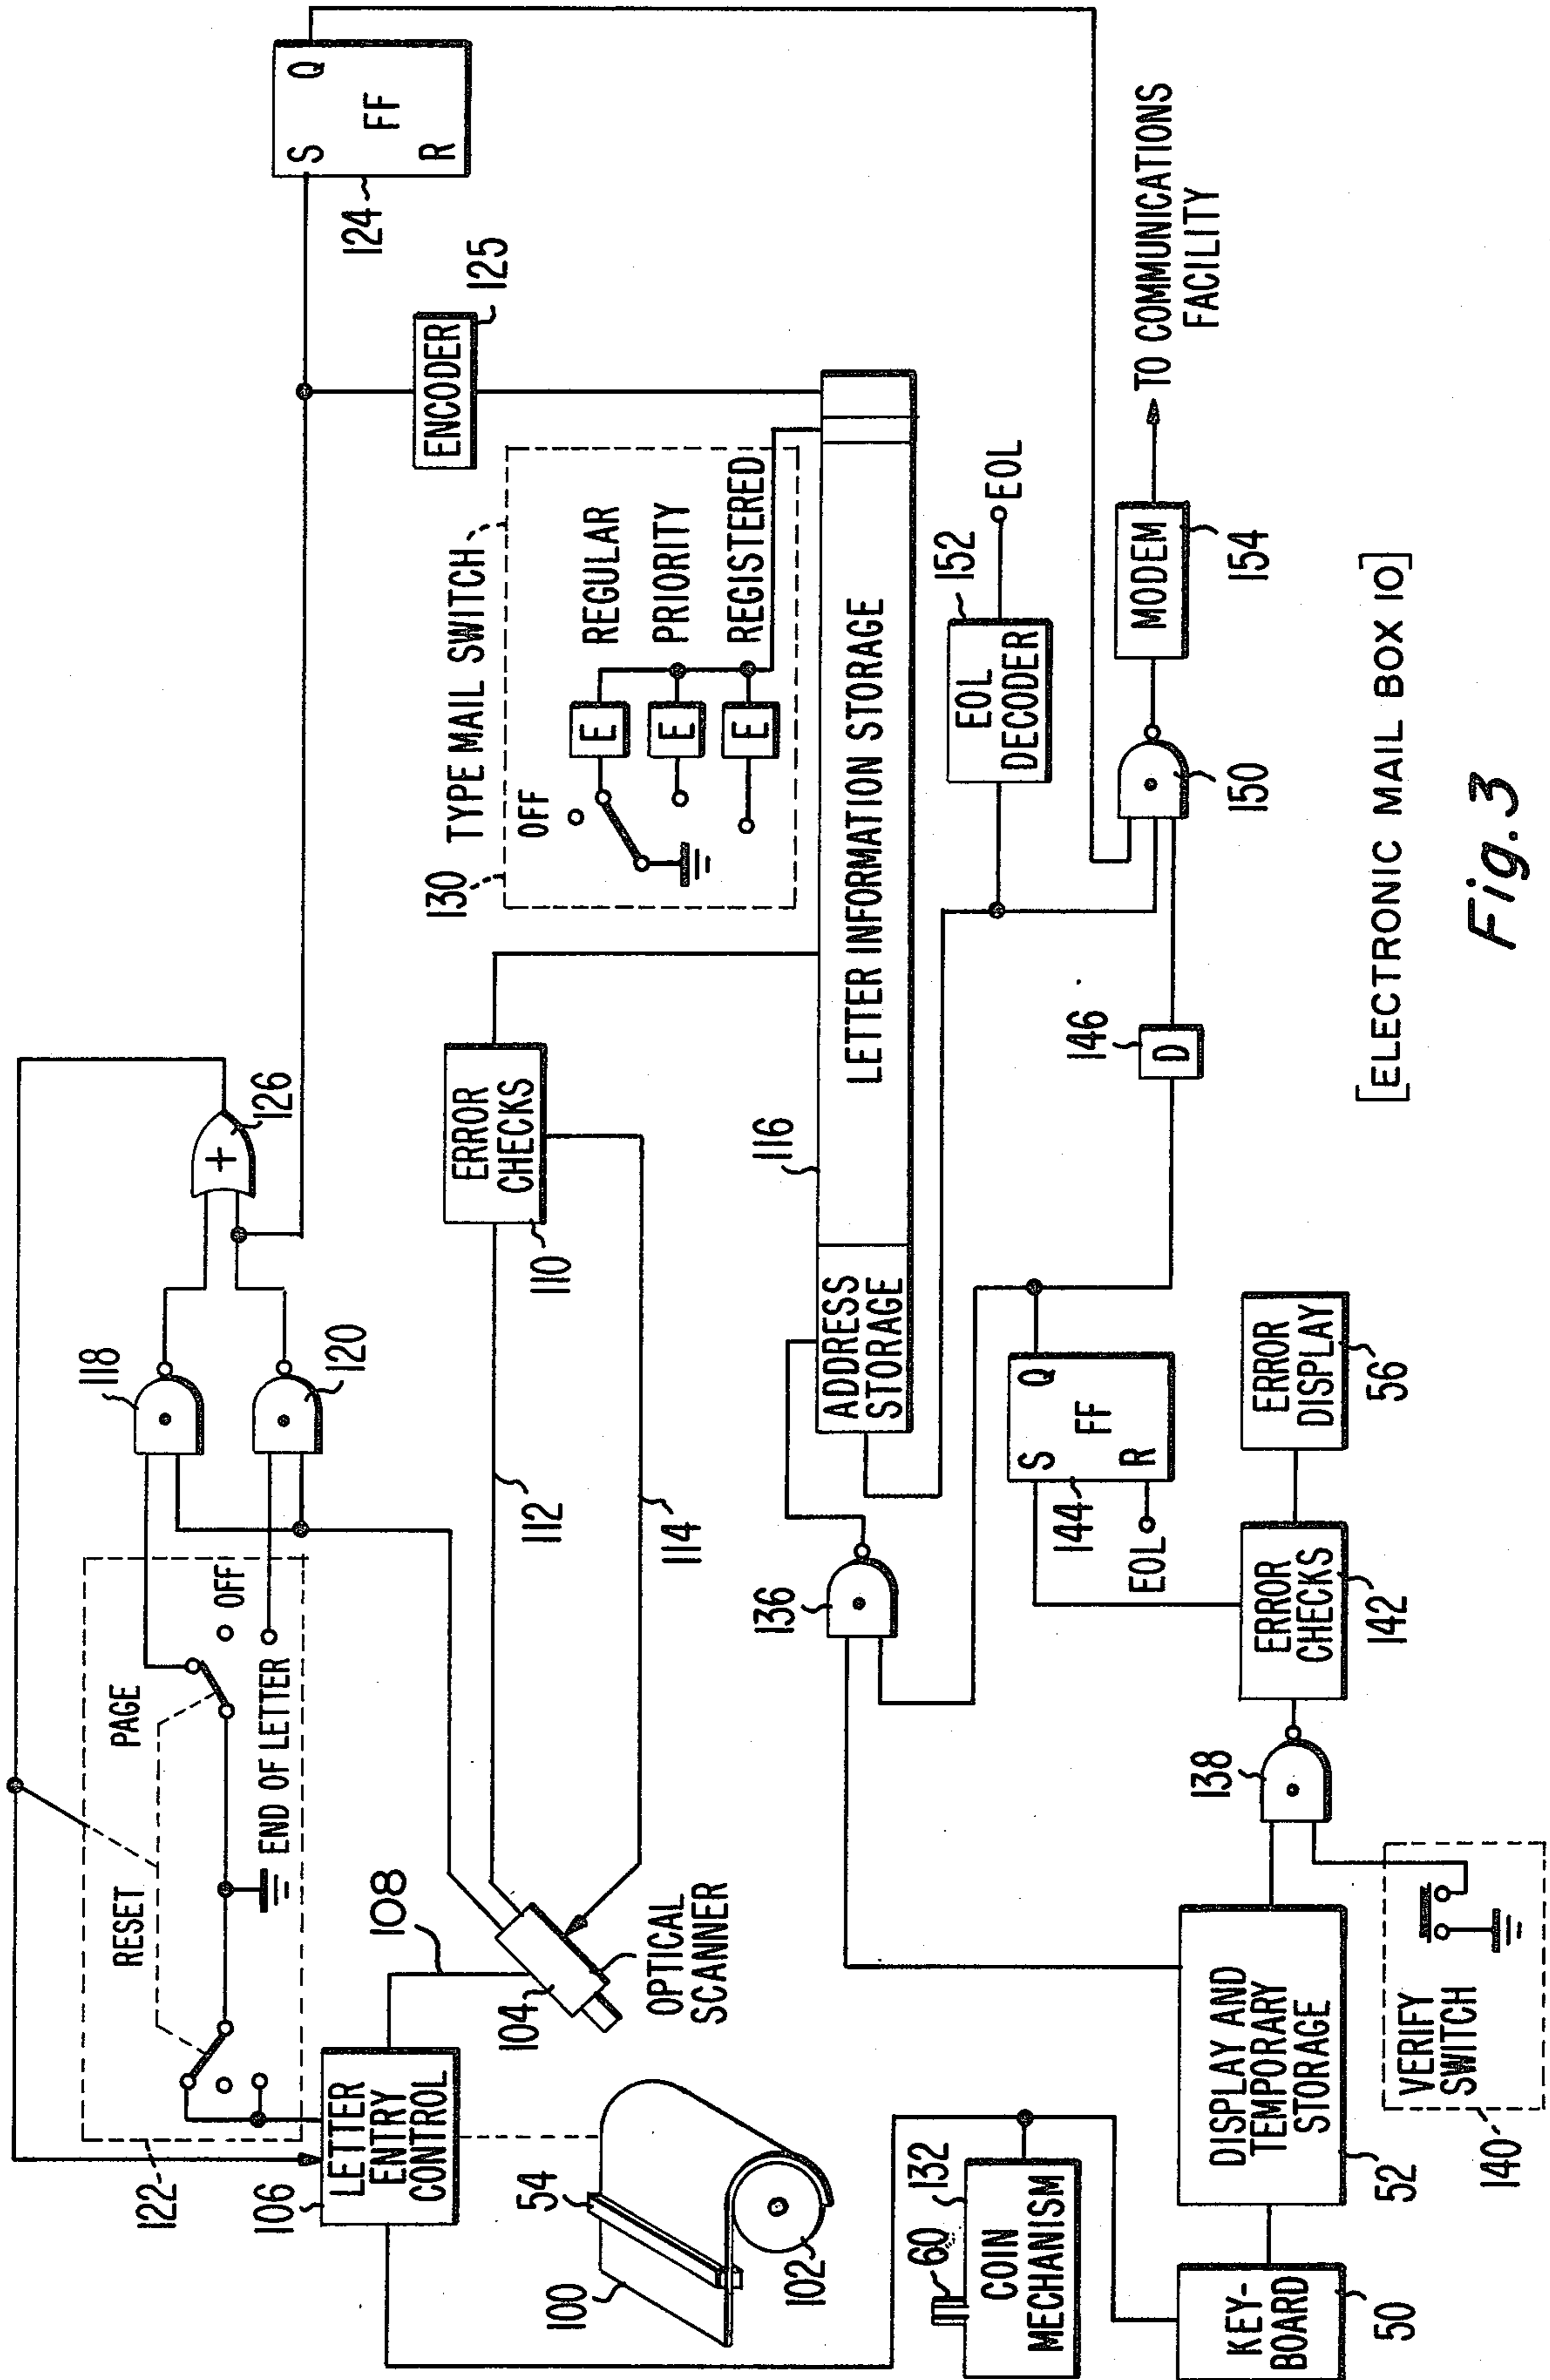 S
Q
FF
R
124
ENCODER
125
TYPE MAIL SWITCH
130
OFF
REGULAR
PRIORITY
REGISTERED
E
E
E
126
+
118
120
ERROR
CHECKS
110
112
114
PAGE
RESET
OFF
END OF LETTER
122
LETTER
ENTRY
CONTROL
106
108
104
OPTICAL
SCANNER
54
100
102
116
ADDRESS
STORAGE
LETTER INFORMATION STORAGE
136
EOL
DECODER
152
EOL
146
D
150
MODEM
154
TO COMMUNICATIONS
FACILITY
S
Q
FF
R
144
EOL
ERROR
CHECKS
142
ERROR
DISPLAY
56
138
VERIFY
SWITCH
140
DISPLAY AND
TEMPORARY
STORAGE
52
60
132
COIN
MECHANISM
KEY-
BOARD
50
[ELECTRONIC MAIL BOX 10]
Fig. 3